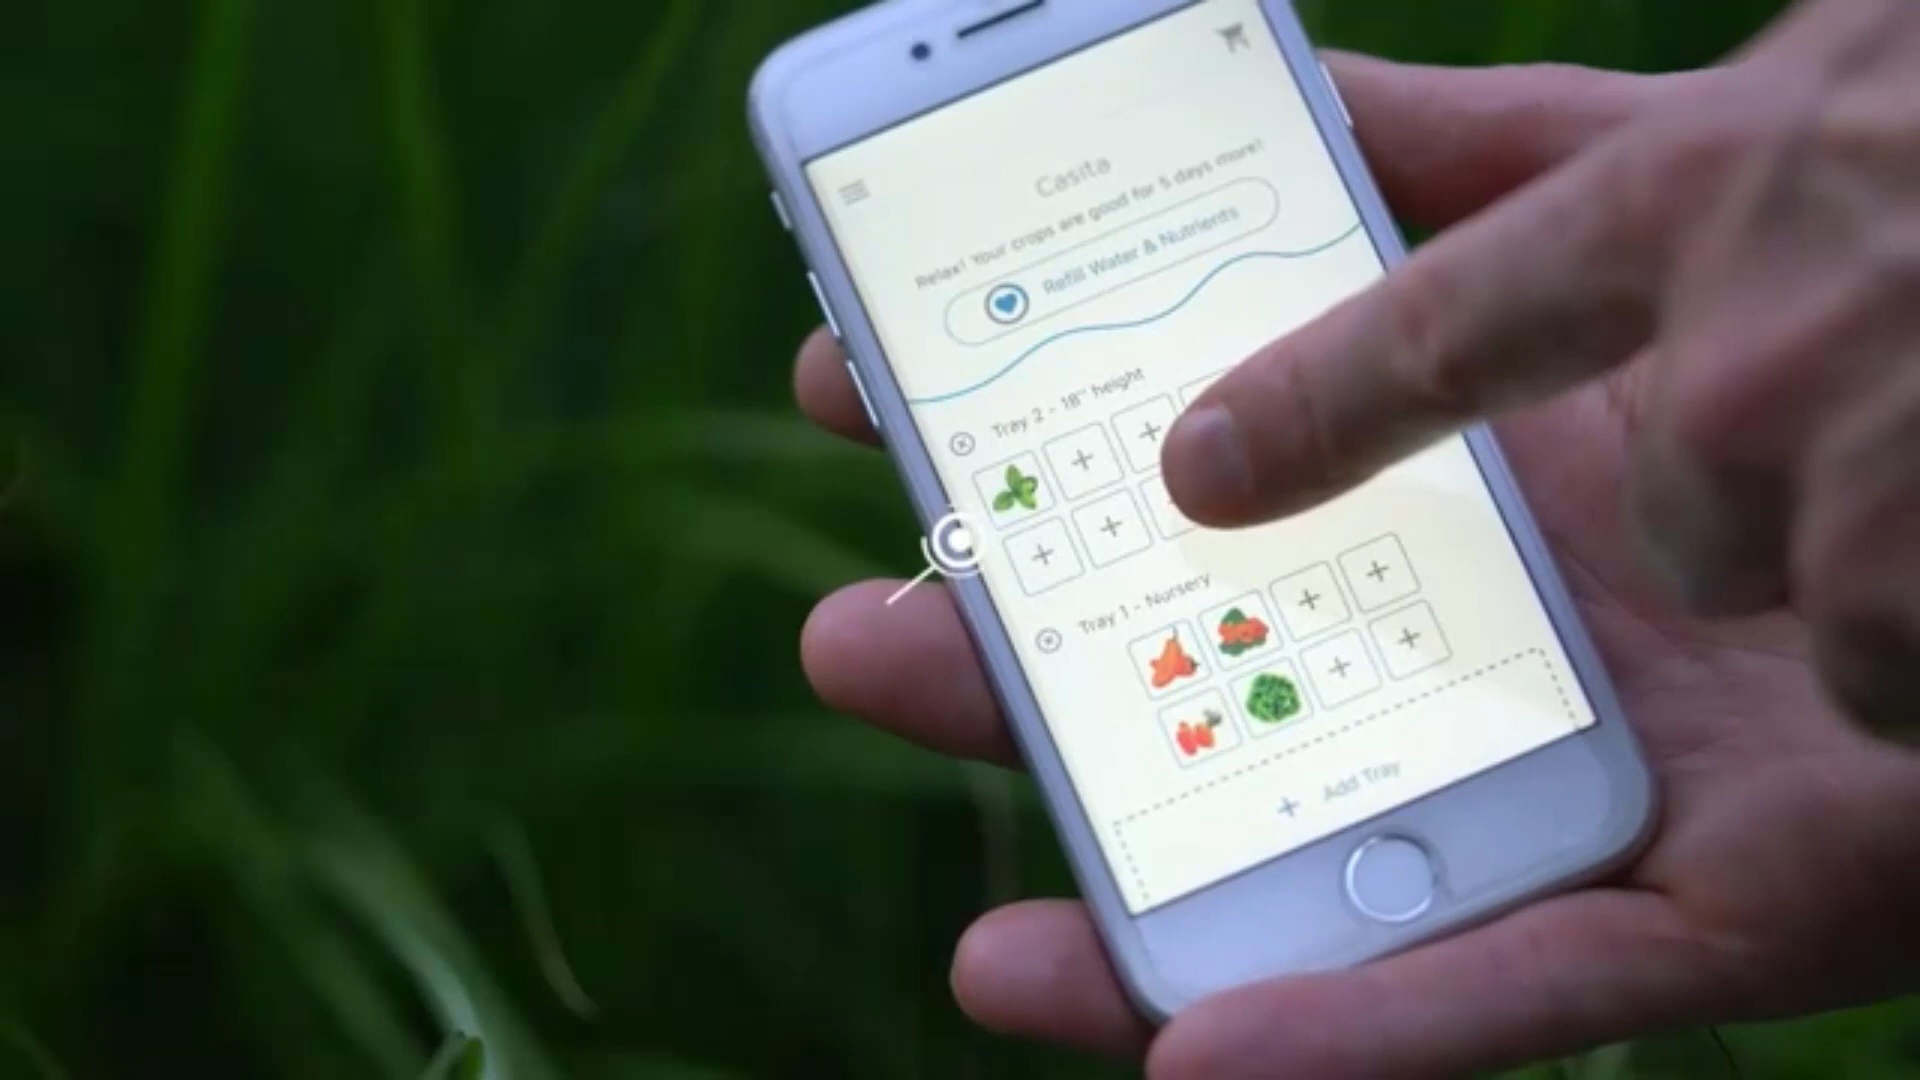 Casita
Relax! Your crops are good for 5 days more!
Refill Water & Nutrients
Tray 2 - 18" height
Tray 1 - Nursery
+ Add Tray